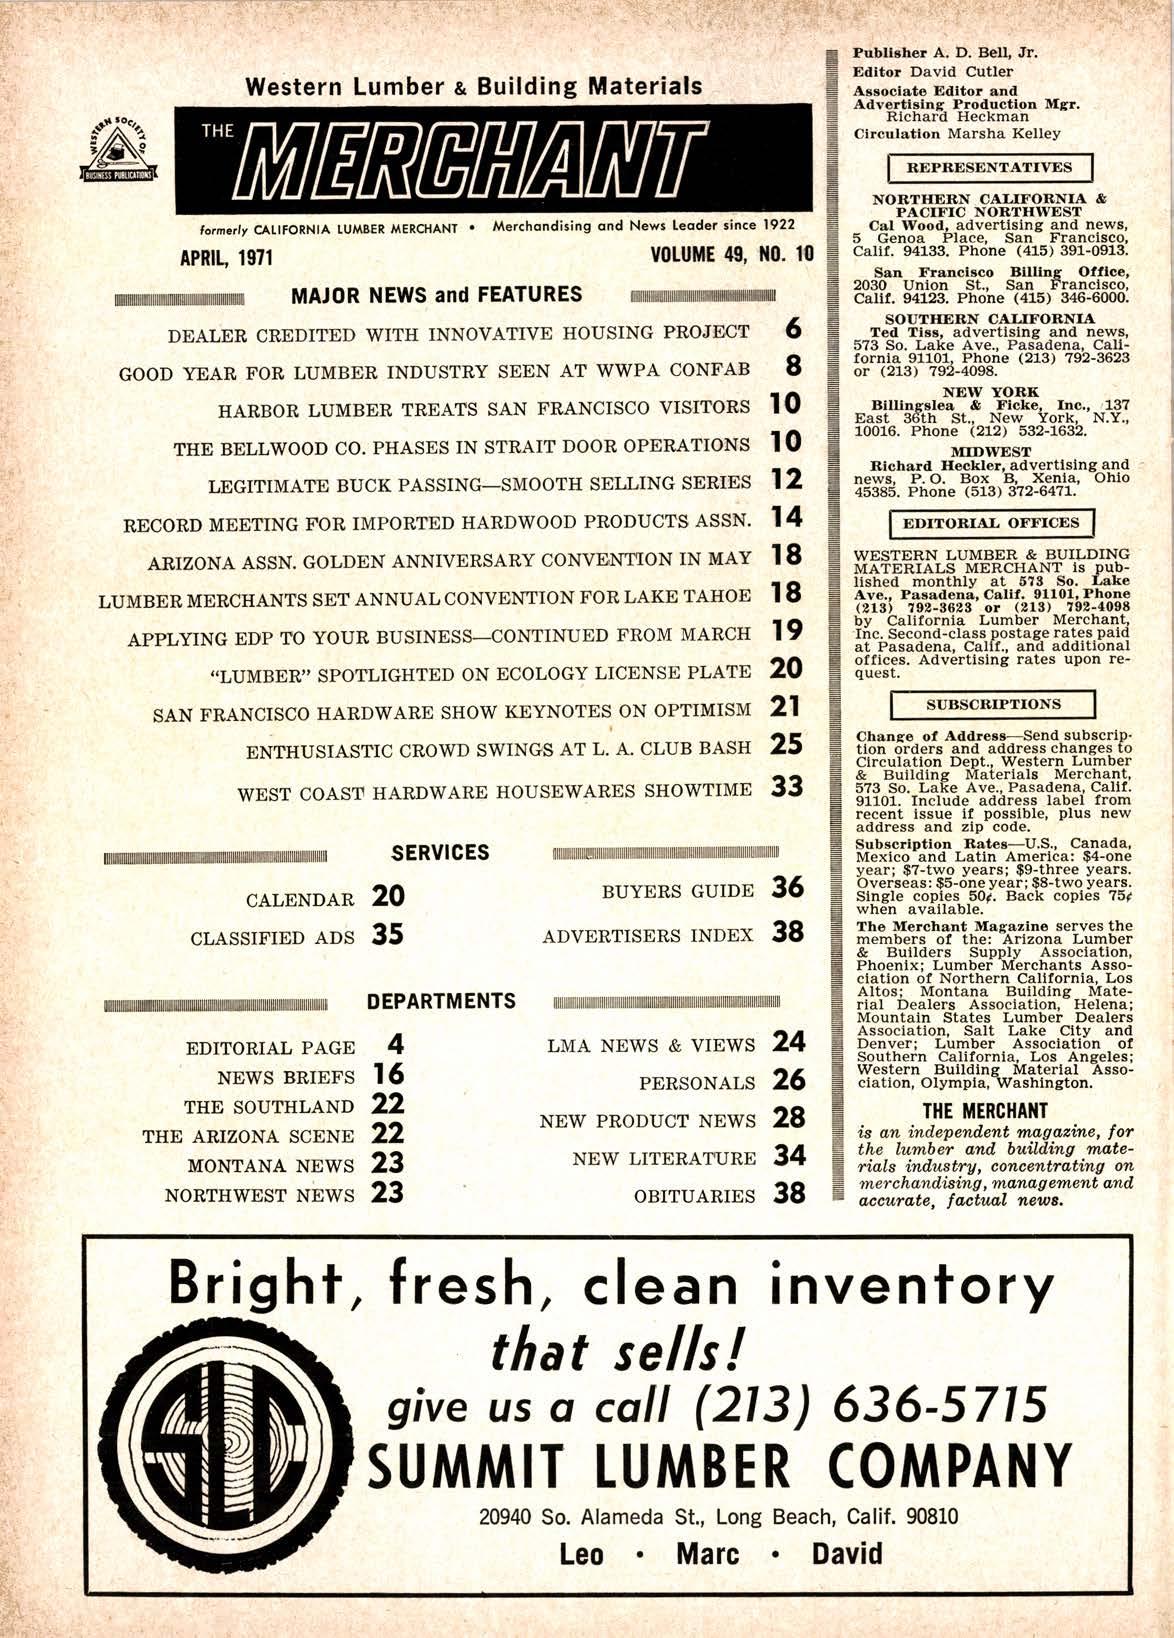 Western Lumber & Building Materials
THE MERCHANT
WESTERN SOCIETY OF
BUSINESS PUBLICATIONS
formerly CALIFORNIA LUMBER MERCHANT • Merchandising and News Leader since 1922
APRIL, 1971 VOLUME 49, NO. 10
MAJOR NEWS and FEATURES
DEALER CREDITED WITH INNOVATIVE HOUSING PROJECT 6
GOOD YEAR FOR LUMBER INDUSTRY SEEN AT WWPA CONFAB 8
HARBOR LUMBER TREATS SAN FRANCISCO VISITORS 10
THE BELLWOOD CO. PHASES IN STRAIT DOOR OPERATIONS 10
LEGITIMATE BUCK PASSING—SMOOTH SELLING SERIES 12
RECORD MEETING FOR IMPORTED HARDWOOD PRODUCTS ASSN. 14
ARIZONA ASSN. GOLDEN ANNIVERSARY CONVENTION IN MAY 18
LUMBER MERCHANTS SET ANNUAL CONVENTION FOR LAKE TAHOE 18
APPLYING EDP TO YOUR BUSINESS—CONTINUED FROM MARCH 19
“LUMBER” SPOTLIGHTED ON ECOLOGY LICENSE PLATE 20
SAN FRANCISCO HARDWARE SHOW KEYNOTES ON OPTIMISM 21
ENTHUSIASTIC CROWD SWINGS AT L. A. CLUB BASH 25
WEST COAST HARDWARE HOUSEWARES SHOWTIME 33
SERVICES
CALENDAR 20
CLASSIFIED ADS 35
BUYERS GUIDE 36
ADVERTISERS INDEX 38
DEPARTMENTS
EDITORIAL PAGE 4
NEWS BRIEFS 16
THE SOUTHLAND 22
THE ARIZONA SCENE 22
MONTANA NEWS 23
NORTHWEST NEWS 23
LMA NEWS & VIEWS 24
PERSONALS 26
NEW PRODUCT NEWS 28
NEW LITERATURE 34
OBITUARIES 38
Publisher A. D. Bell, Jr.
Editor David Cutler
Associate Editor and
Advertising Production Mgr.
Richard Heckman
Circulation Marsha Kelley
REPRESENTATIVES
NORTHERN CALIFORNIA &
PACIFIC NORTHWEST
Cal Wood, advertising and news,
5 Genoa Place, San Francisco,
Calif. 94133. Phone (415) 391-0913.
San Francisco Billing Office,
2030 Union St., San Francisco,
Calif. 94123. Phone (415) 346-6000.
SOUTHERN CALIFORNIA
Ted Tiss, advertising and news,
573 So. Lake Ave., Pasadena, Cali-
fornia 91101, Phone (213) 792-3623
or (213) 792-4098.
NEW YORK
Billingslea & Ficke, Inc., 137
East 36th St., New York, N.Y.,
10016. Phone (212) 532-1632.
MIDWEST
Richard Heckler, advertising and
news, P. O. Box B, Xenia, Ohio
45385. Phone (513) 372-6471.
EDITORIAL OFFICES
WESTERN LUMBER & BUILDING
MATERIALS MERCHANT is pub-
lished monthly at 573 So. Lake
Ave., Pasadena, Calif. 91101, Phone
(213) 792-3623 or (213) 792-4098
by California Lumber Merchant,
Inc. Second-class postage rates paid
at Pasadena, Calif., and additional
offices. Advertising rates upon re-
quest.
SUBSCRIPTIONS
Change of Address—Send subscrip-
tion orders and address changes to
Circulation Dept., Western Lumber
& Building Materials Merchant,
573 So. Lake Ave., Pasadena, Calif.
91101. Include address label from
recent issue if possible, plus new
address and zip code.
Subscription Rates—U.S., Canada,
Mexico and Latin America: $4-one
year; $7-two years; $9-three years.
Overseas: $5-one year; $8-two years.
Single copies 50¢. Back copies 75¢
when available.
The Merchant Magazine serves the
members of the: Arizona Lumber
& Builders Supply Association,
Phoenix; Lumber Merchants Asso-
ciation of Northern California, Los
Altos; Montana Building Mate-
rial Dealers Association, Helena;
Mountain States Lumber Dealers
Association, Salt Lake City and
Denver; Lumber Association of
Southern California, Los Angeles;
Western Building Material Asso-
ciation, Olympia, Washington.
THE MERCHANT
is an independent magazine, for
the lumber and building mate-
rials industry, concentrating on
merchandising, management and
accurate, factual news.
Bright, fresh, clean inventory
that sells!
give us a call (213) 636-5715
SLC
SUMMIT LUMBER COMPANY
20940 So. Alameda St., Long Beach, Calif. 90810
Leo • Marc • David